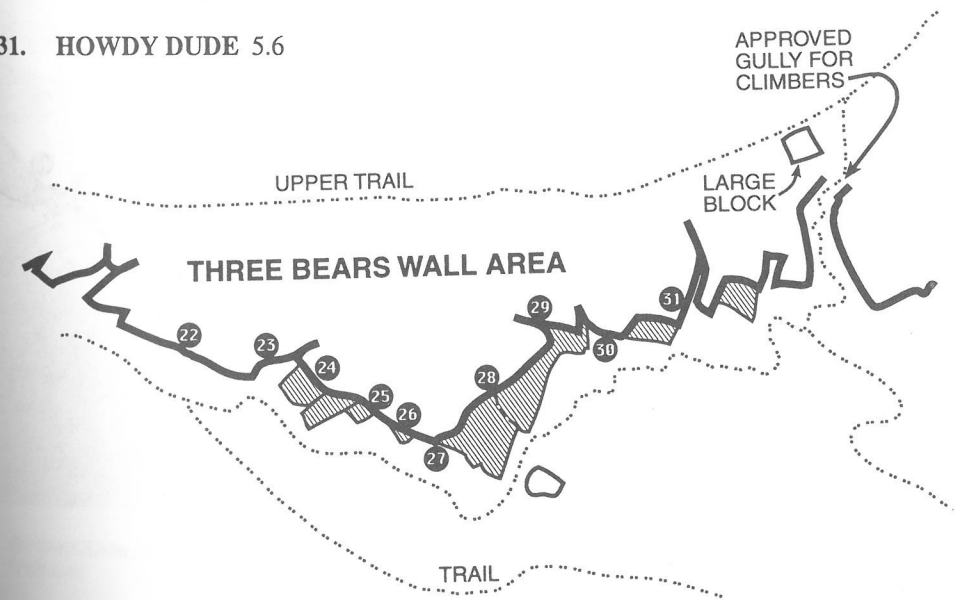 31. HOWDY DUDE 5.6
APPROVED
GULLY FOR
CLIMBERS
UPPER TRAIL
LARGE
BLOCK
THREE BEARS WALL AREA
22
23
24
25
26
27
28
29
30
31
TRAIL